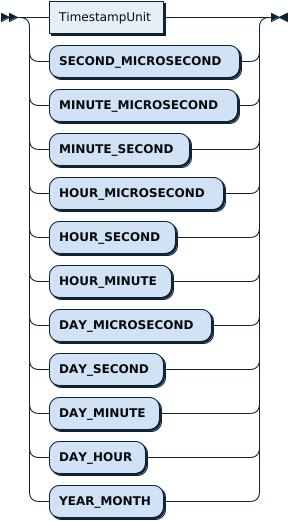 TimestampUnit
SECOND_MICROSECOND
MINUTE_MICROSECOND
MINUTE_SECOND
HOUR_MICROSECOND
HOUR_SECOND
HOUR_MINUTE
DAY_MICROSECOND
DAY_SECOND
DAY_MINUTE
DAY_HOUR
YEAR_MONTH